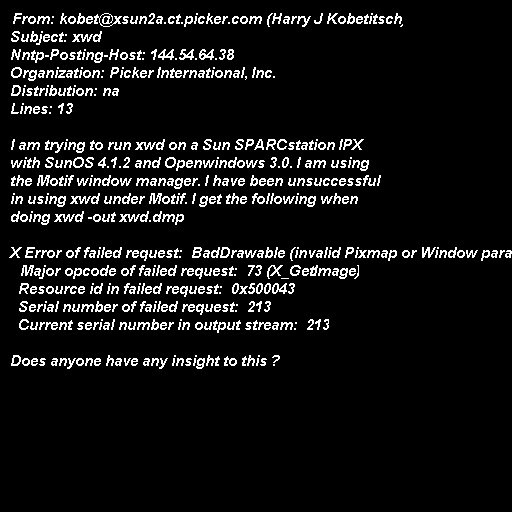 From: kobet@xsun2a.ct.picker.com (Harry J Kobetitsch)
Subject: xwd
Nntp-Posting-Host: 144.54.64.38
Organization: Picker International, Inc.
Distribution: na
Lines: 13

I am trying to run xwd on a Sun SPARCstation IPX
with SunOS 4.1.2 and Openwindows 3.0. I am using
the Motif window manager. I have been unsuccessful
in using xwd under Motif. I get the following when
doing xwd -out xwd.dmp

X Error of failed request:  BadDrawable (invalid Pixmap or Window para
Major opcode of failed request:  73 (X_GetImage)
Resource id in failed request:  0x500043
Serial number of failed request:  213
Current serial number in output stream:  213

Does anyone have any insight to this ?